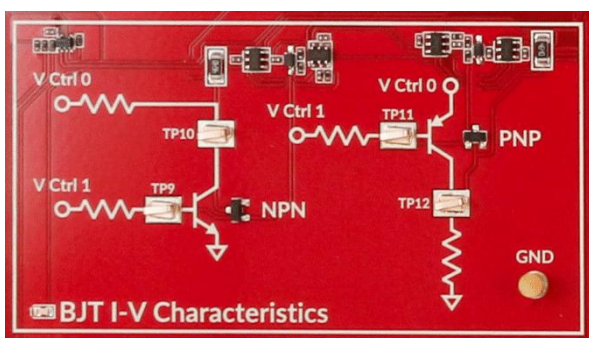 V Ctrl 0
TP10
V Ctrl 1
TP9
NPN
V Ctrl 0
V Ctrl 1
TP11
PNP
TP12
GND
BJT I-V Characteristics